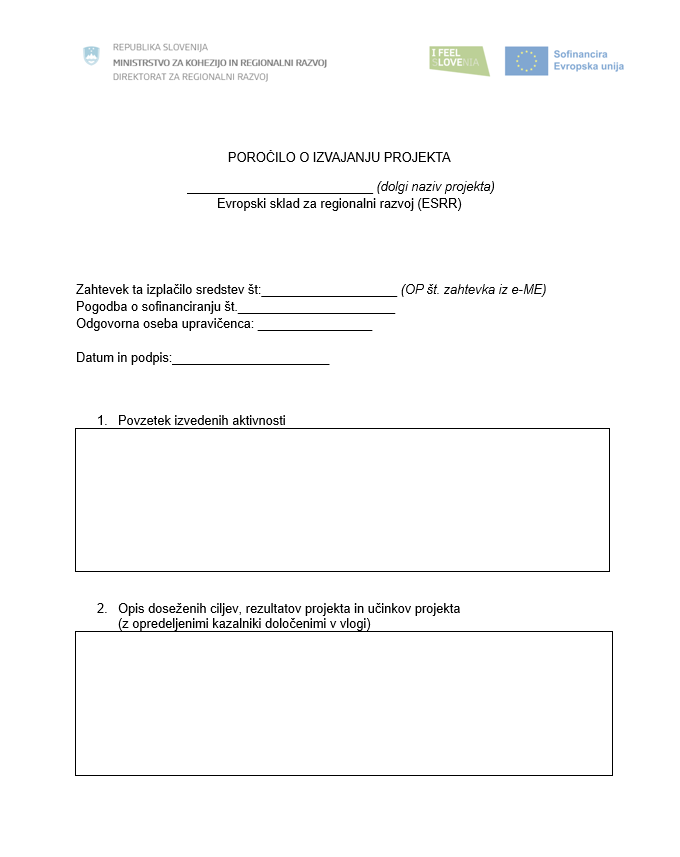 REPUBLIKA SLOVENIJA
MINISTRSTVO ZA KOHEZIJO IN REGIONALNI RAZVOJ
DIREKTORAT ZA REGIONALNI RAZVOJ
I FEEL
SLOVENIA
Sofinancira
Evropska unija
POROČILO O IZVAJANJU PROJEKTA
__________________________ (dolgi naziv projekta)
Evropski sklad za regionalni razvoj (ESRR)
Zahtevek ta izplačilo sredstev št:___________________ (OP št. zahtevka iz e-ME)
Pogodba o sofinanciranju št.______________________
Odgovorna oseba upravičenca: ________________
Datum in podpis:______________________
1. Povzetek izvedenih aktivnosti
2. Opis doseženih ciljev, rezultatov projekta in učinkov projekta
(z opredeljenimi kazalniki določenimi v vlogi)